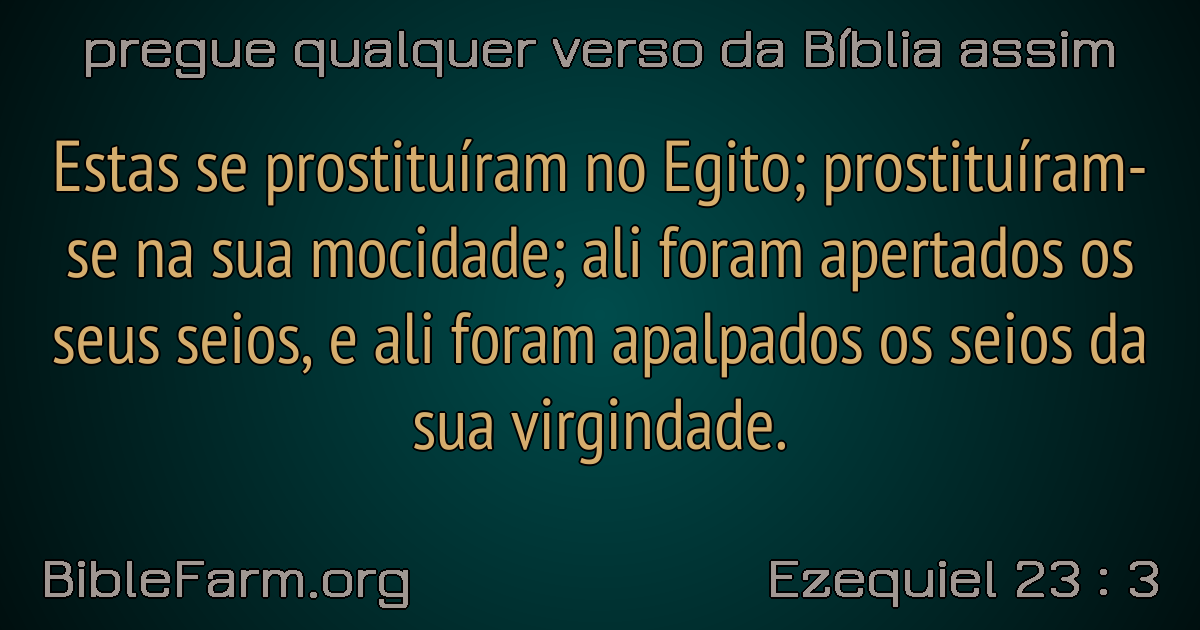 pregue qualquer verso da Bíblia assim
Estas se prostituíram no Egito; prostituíram-
se na sua mocidade; ali foram apertados os
seus seios, e ali foram apalpados os seios da
sua virgindade.
BibleFarm.org
Ezequiel 23 : 3